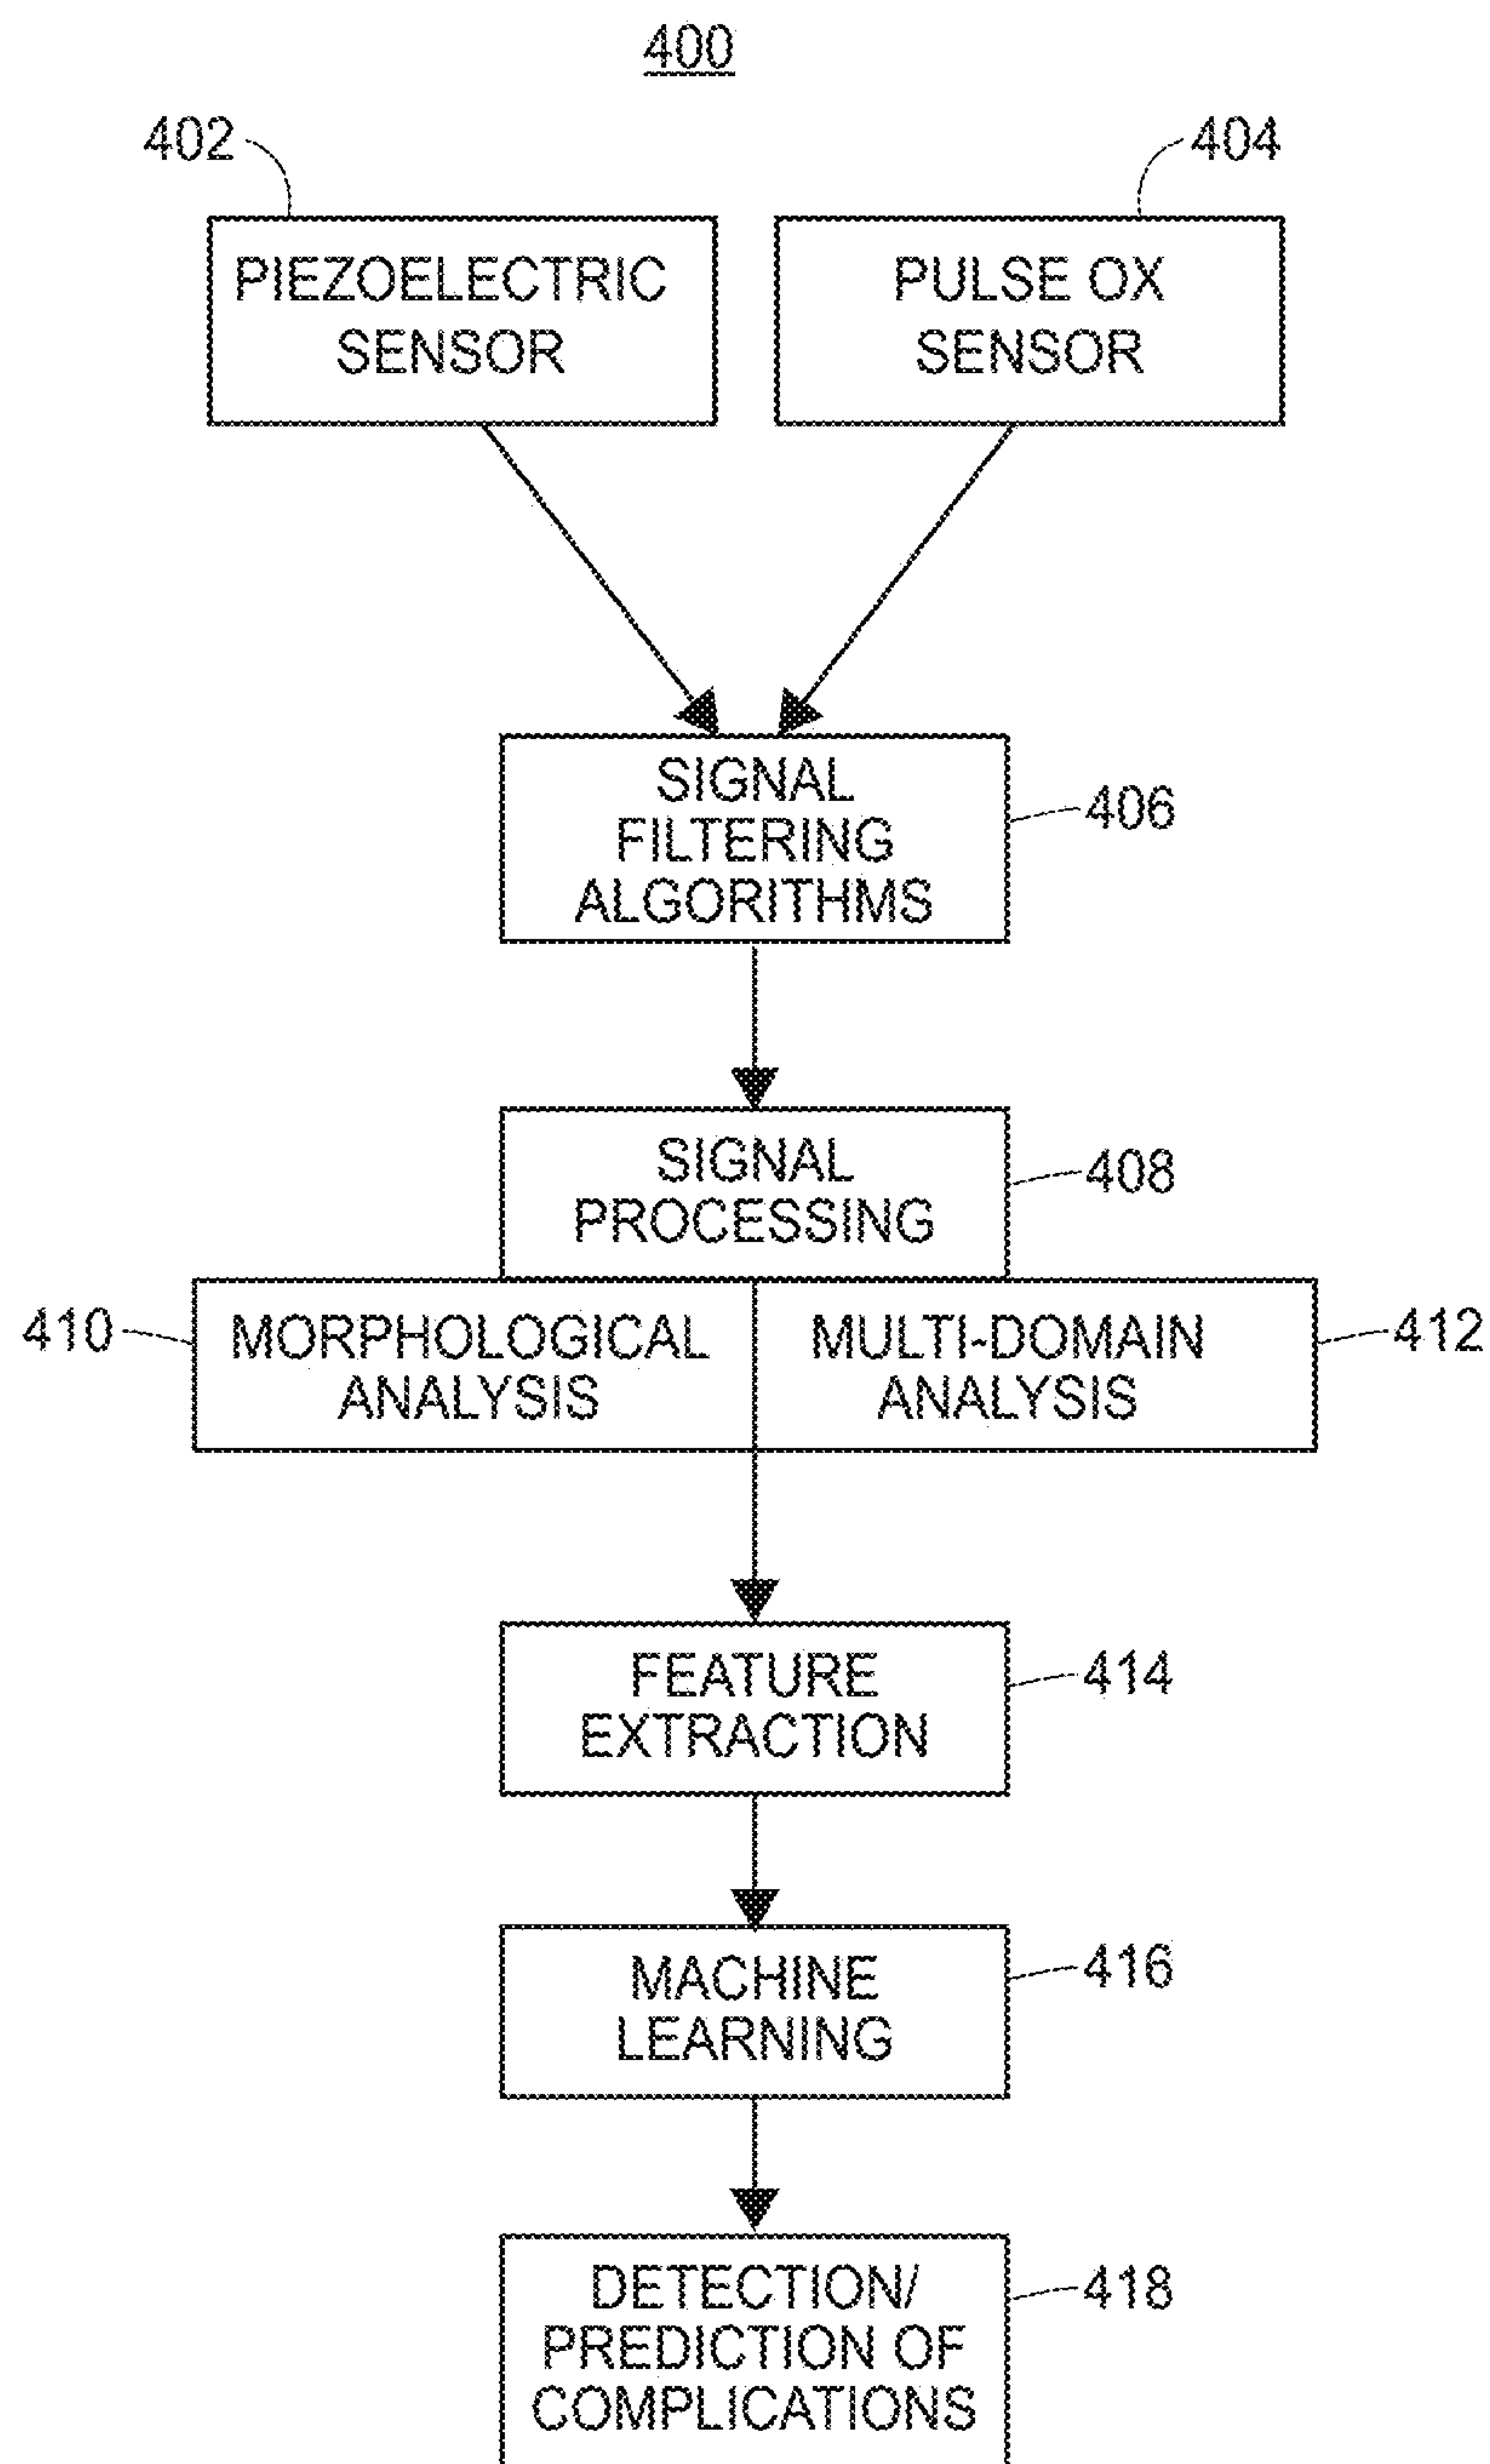 400
402
404
PIEZOELECTRIC
SENSOR
PULSE OX
SENSOR
SIGNAL
FILTERING
ALGORITHMS
406
SIGNAL
PROCESSING
408
410
MORPHOLOGICAL
ANALYSIS
MULTI-DOMAIN
ANALYSIS
412
FEATURE
EXTRACTION
414
MACHINE
LEARNING
416
DETECTION/
PREDICTION OF
COMPLICATIONS
418